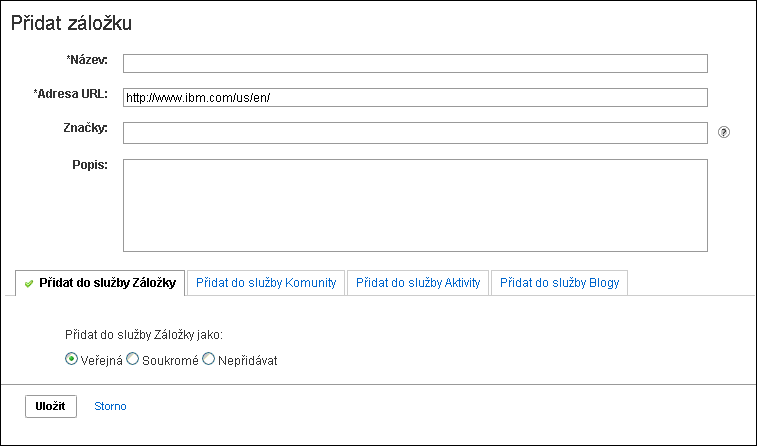 Přidat záložku
*Název:
*Adresa URL: http://www.ibm.com/us/en/
Značky: ?
Popis:
Přidat do služby Záložky Přidat do služby Komunity Přidat do služby Aktivity Přidat do služby Blogy
Přidat do služby Záložky jako:
Veřejná Soukromé Nepřidávat
Uložit Storno